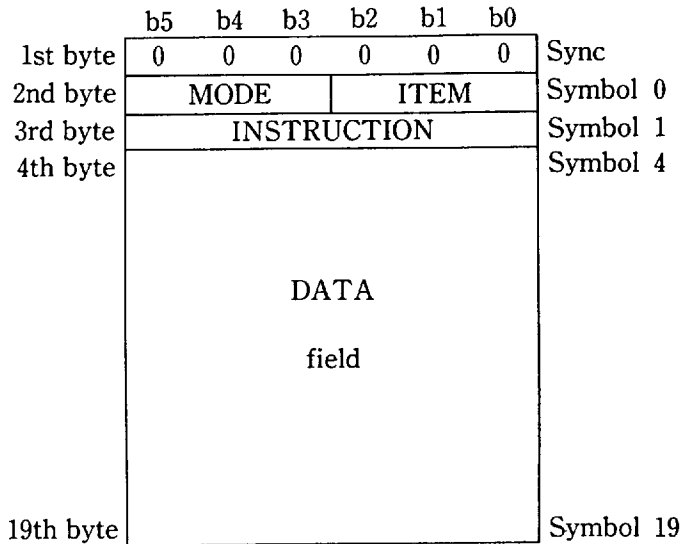 b5 b4 b3 b2 b1 b0
1st byte 0 0 0 0 0 0 Sync
2nd byte MODE ITEM Symbol 0
3rd byte INSTRUCTION Symbol 1
4th byte Symbol 4
DATA
field
19th byte Symbol 19